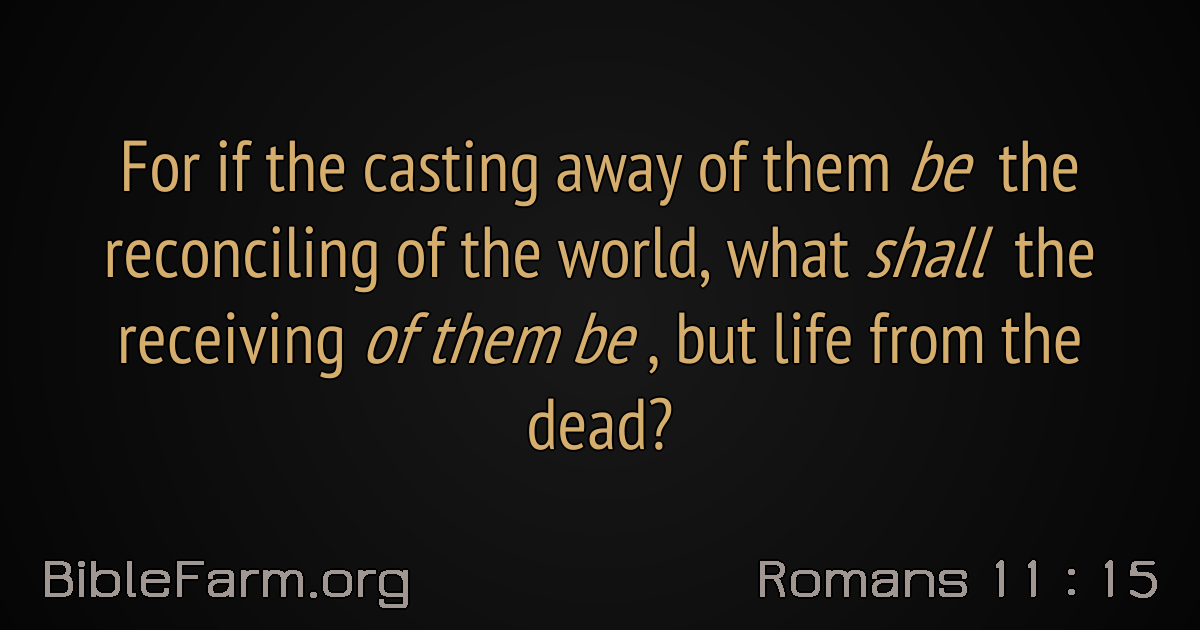 For if the casting away of them be the
reconciling of the world, what shall the
receiving of them be , but life from the
dead?
BibleFarm.org
Romans 11 : 15